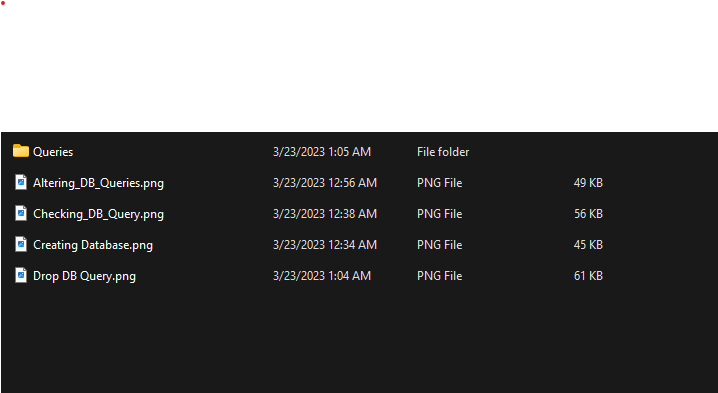 Queries 3/23/2023 1:05 AM File folder
Altering_DB_Queries.png 3/23/2023 12:56 AM PNG File 49 KB
Checking_DB_Query.png 3/23/2023 12:38 AM PNG File 56 KB
Creating Database.png 3/23/2023 12:34 AM PNG File 45 KB
Drop DB Query.png 3/23/2023 1:04 AM PNG File 61 KB